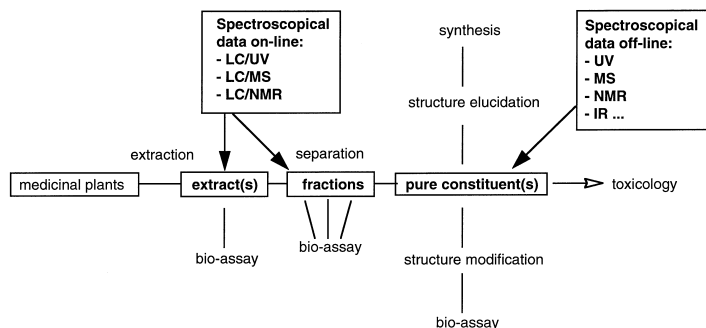 Spectroscopical
data on-line:
- LC/UV
- LC/MS
- LC/NMR
synthesis
Spectroscopical
data off-line:
- UV
- MS
- NMR
- IR ...
structure elucidation
extraction
separation
medicinal plants
extract(s)
fractions
pure constituent(s)
toxicology
bio-assay
bio-assay
structure modification
bio-assay